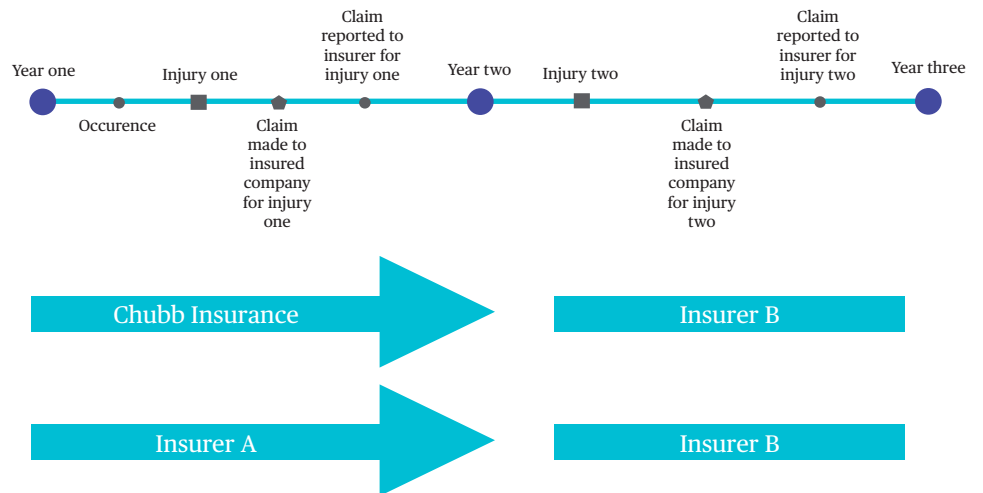 Year one
Occurence
Injury one
Claim
made to
insured
company
for injury
one
Claim
reported to
insurer for
injury one
Year two
Injury two
Claim
made to
insured
company
for injury
two
Claim
reported to
insurer for
injury two
Year three
Chubb Insurance
Insurer B
Insurer A
Insurer B